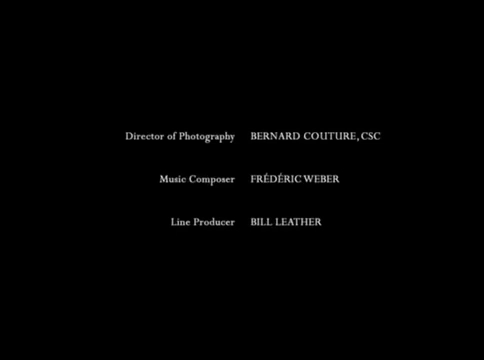 Director of Photography BERNARD COUTURE, CSC
Music Composer FRÉDÉRIC WEBER
Line Producer BILL LEATHER